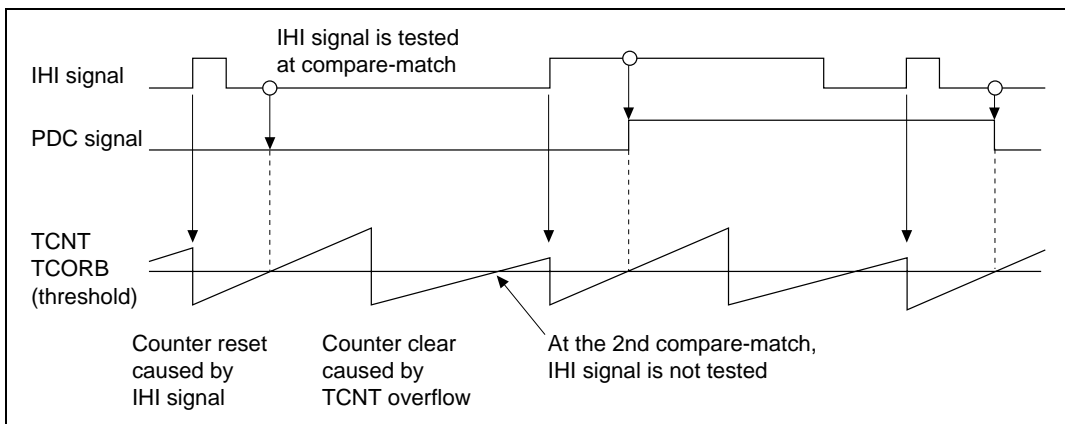 IHI signal is tested
at compare-match
IHI signal
PDC signal
TCNT
TCORB
(threshold)
Counter reset
caused by
IHI signal
Counter clear
caused by
TCNT overflow
At the 2nd compare-match,
IHI signal is not tested